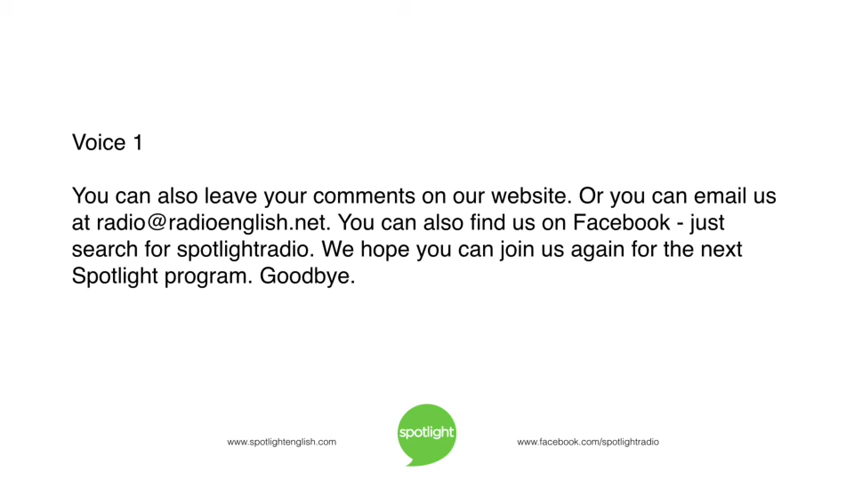 Voice 1
You can also leave your comments on our website. Or you can email us
at radio@radioenglish.net. You can also find us on Facebook - just
search for spotlightradio. We hope you can join us again for the next
Spotlight program. Goodbye.
spotlight
www.spotlightenglish.com
www.facebook.com/spotlightradio